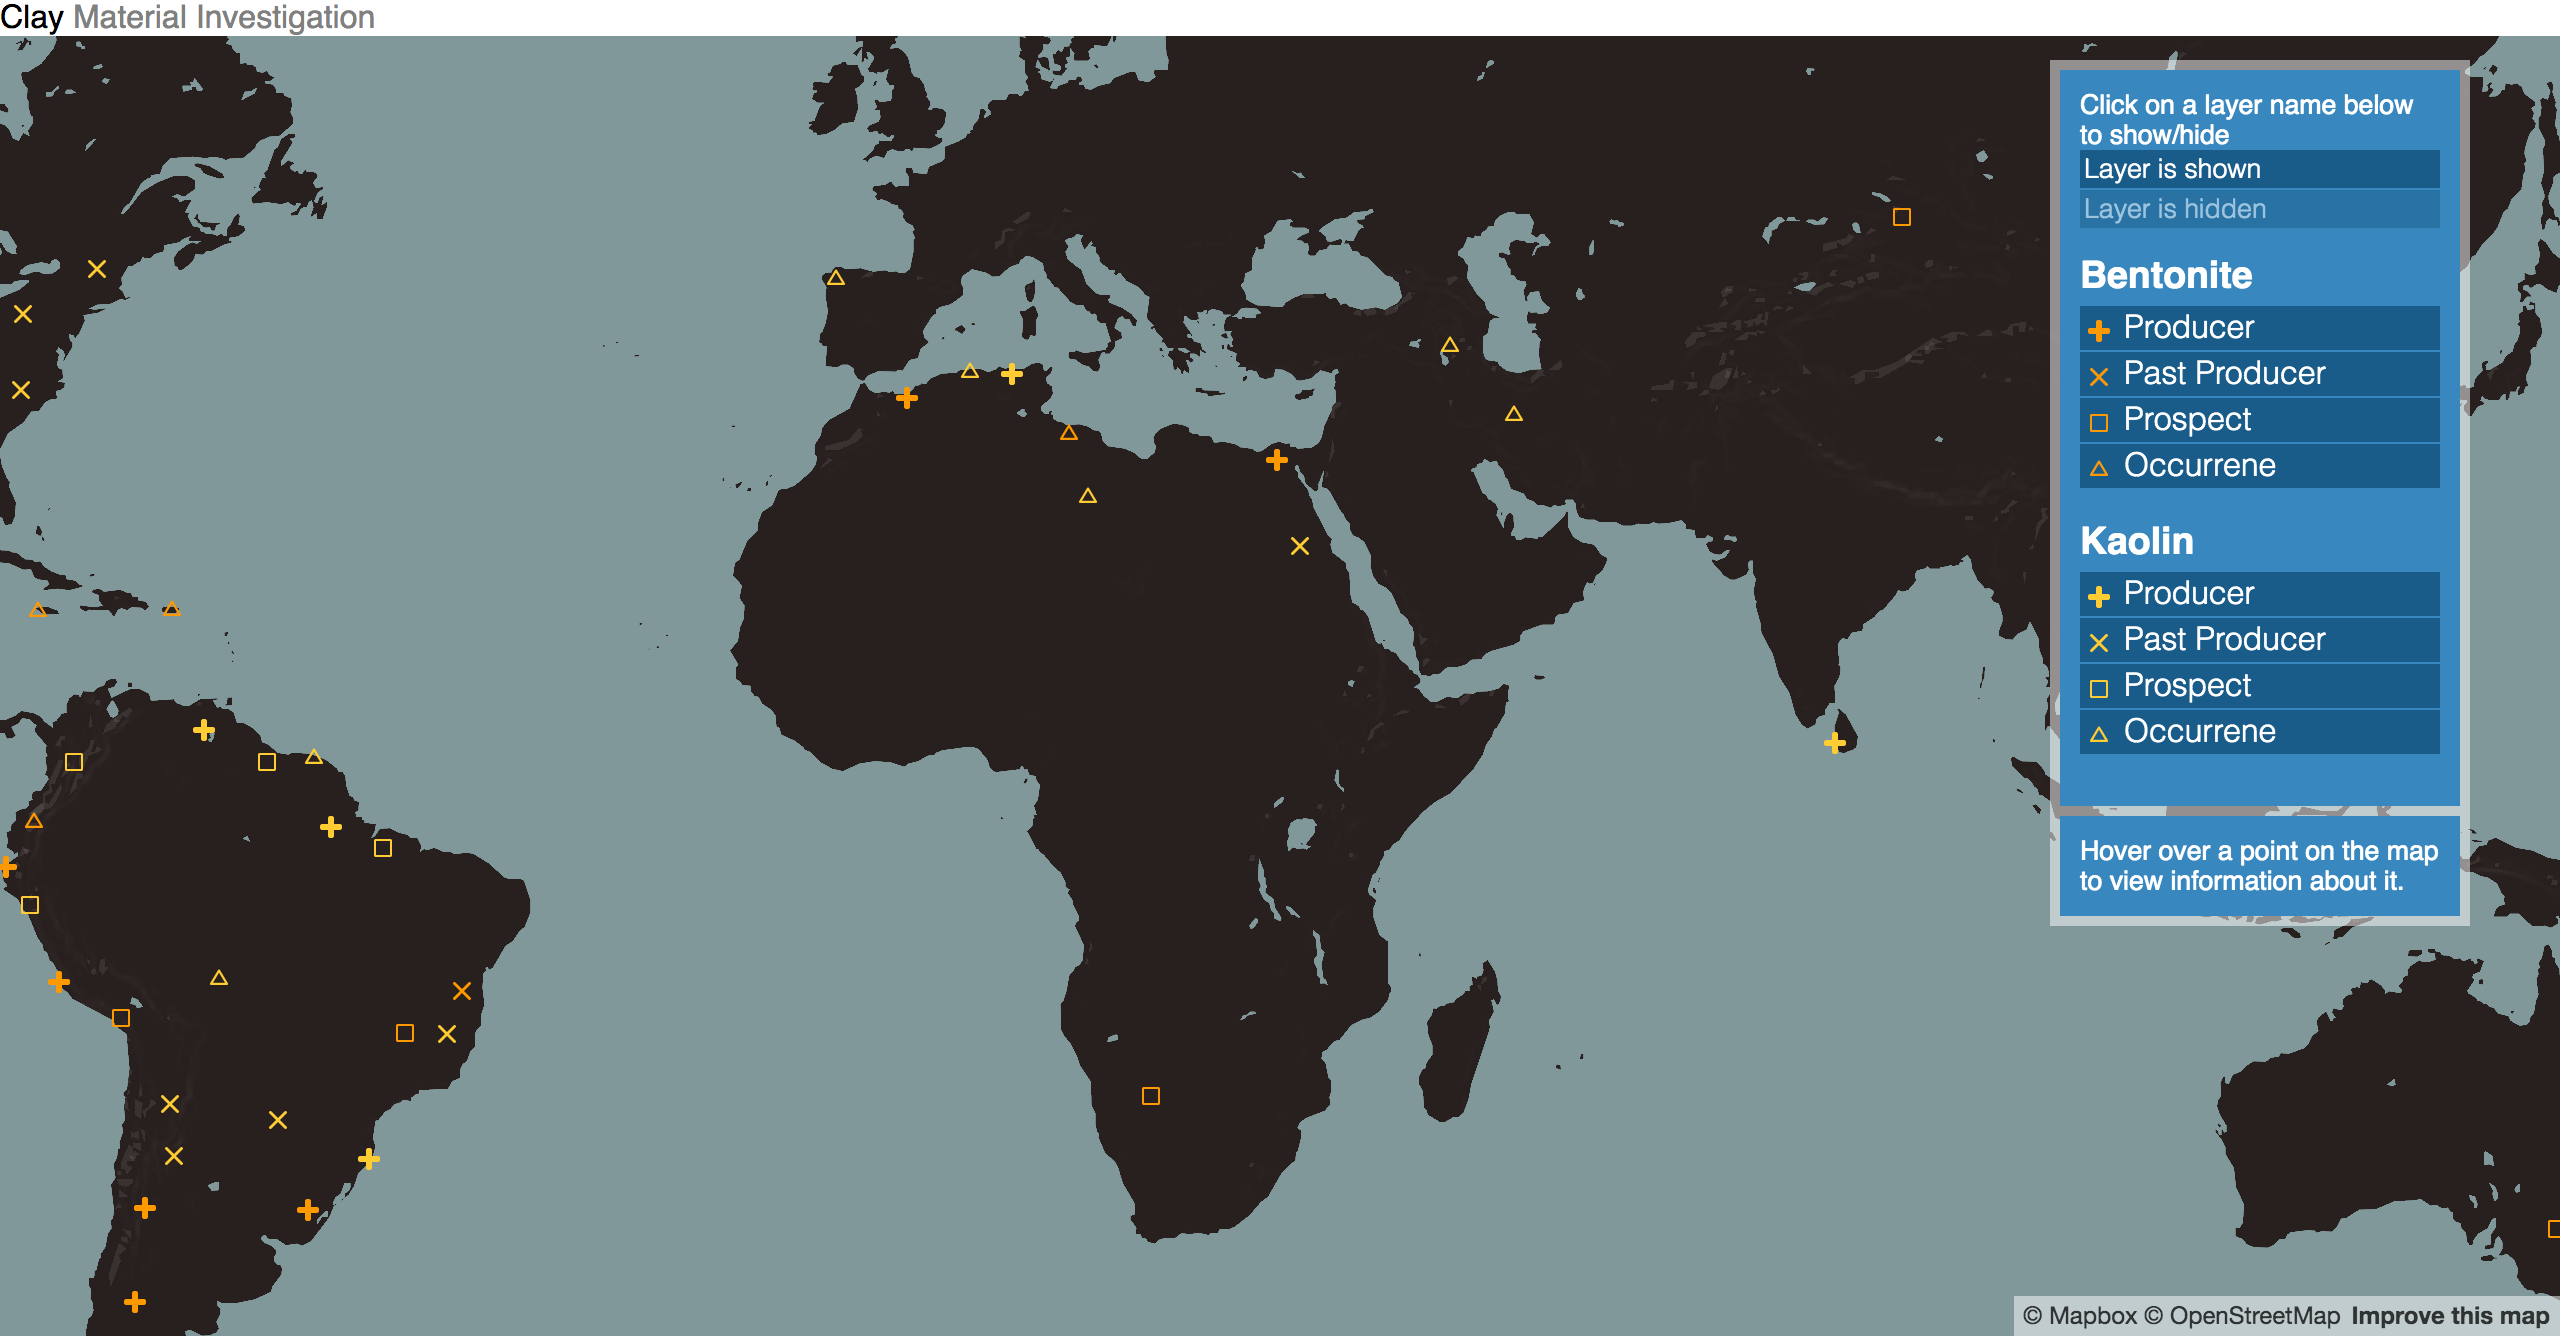 Clay Material Investigation
Click on a layer name below
to show/hide
Layer is shown
Layer is hidden
Bentonite
Producer
Past Producer
Prospect
Occurrene
Kaolin
Producer
Past Producer
Prospect
Occurrene
Hover over a point on the map
to view information about it.
© Mapbox © OpenStreetMap Improve this map